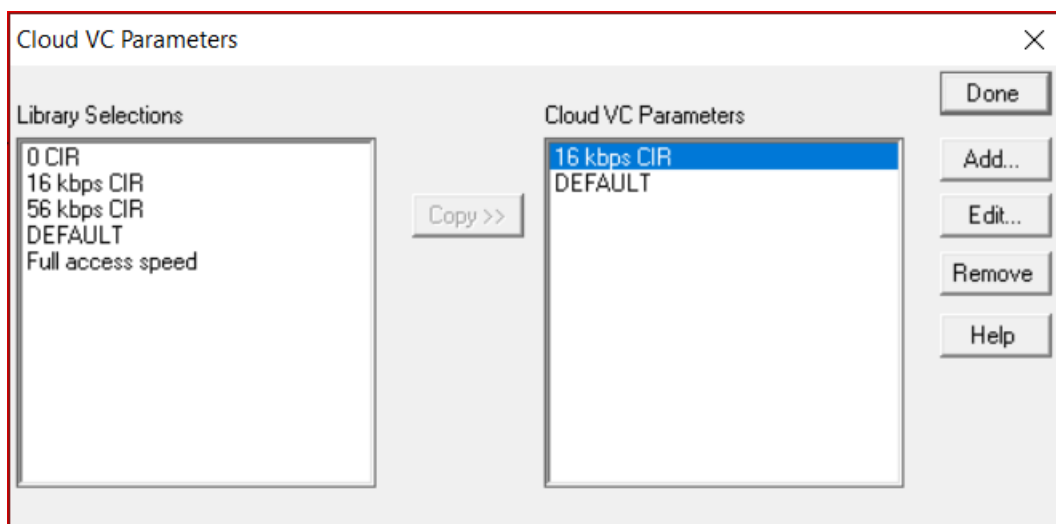 Cloud VC Parameters
Library Selections
0 CIR
16 kbps CIR
56 kbps CIR
DEFAULT
Full access speed
Copy >>
Cloud VC Parameters
16 kbps CIR
DEFAULT
Done
Add...
Edit...
Remove
Help